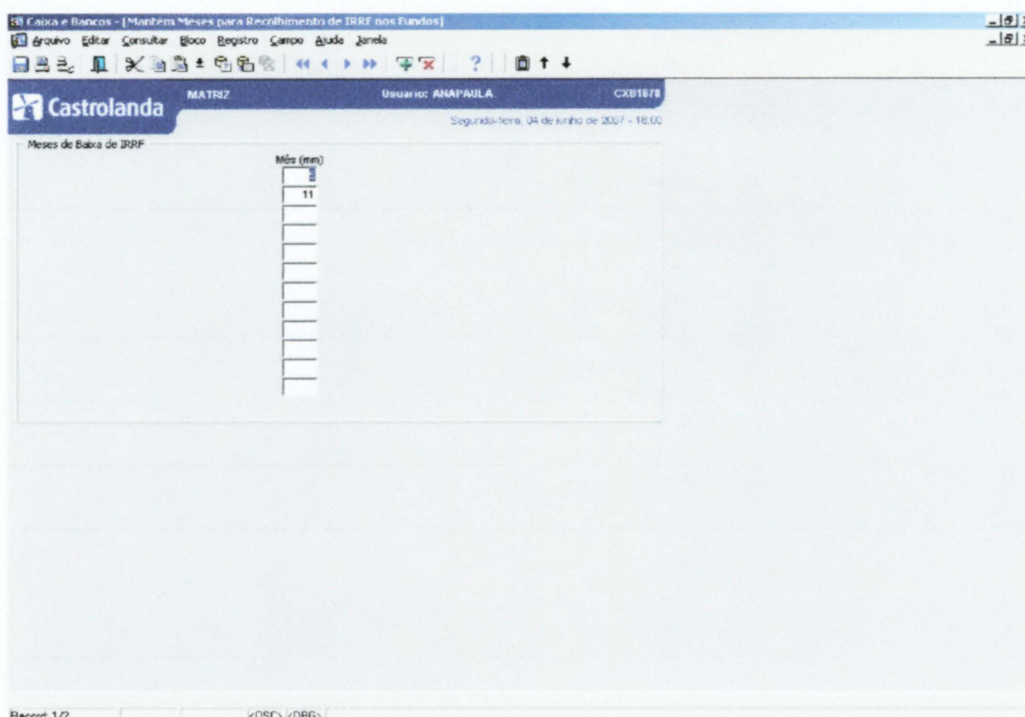 Caixa e Bancos - [Mantém Meses para Recolhimento de IRRF nos Fundos]
Arquivo Editar Consultar Bloco Registro Campo Ajuda Janela
Castrolanda
MATRIZ
Usuario: ANAPAULA
CXB1870
Segunda-feira, 04 de junho de 2007 - 18:00
Meses de Baixa de IRRF
Mês (mm)
11
Record: 1/2
<OSC> <DBG>